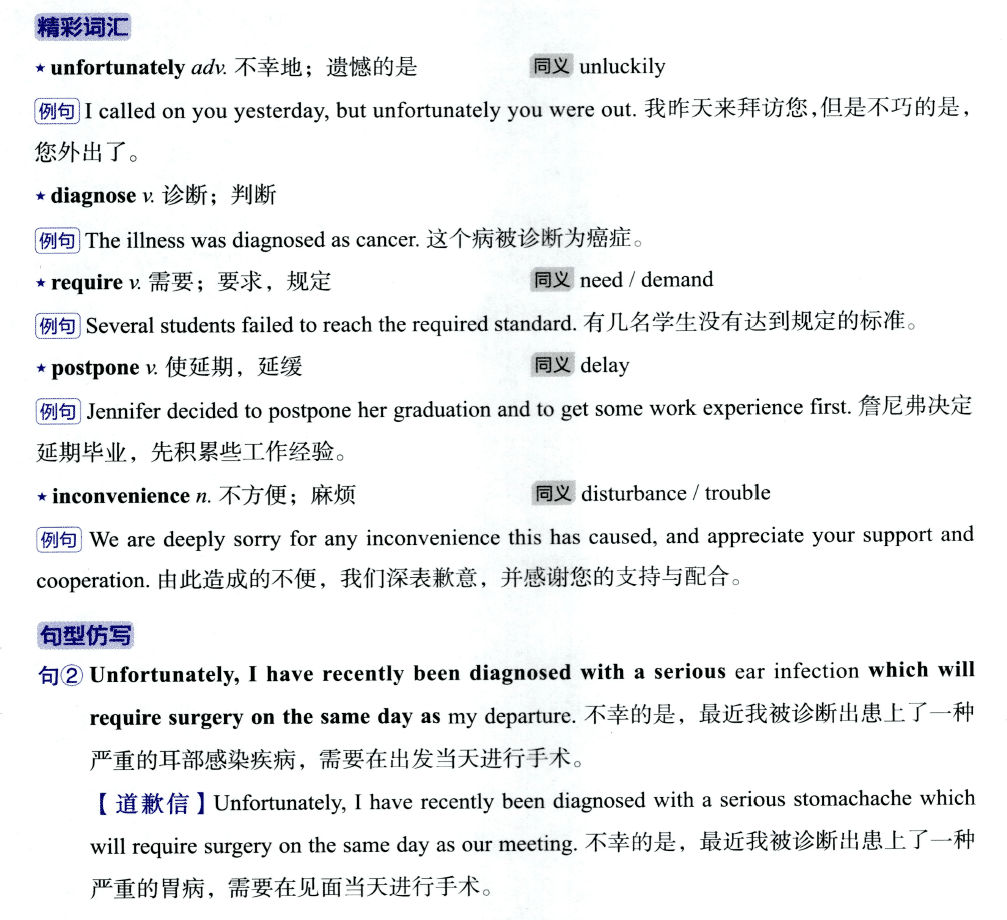 精彩词汇
★ unfortunately adv. 不幸地；遗憾的是 同义 unluckily
例句 I called on you yesterday, but unfortunately you were out. 我昨天来拜访您,但是不巧的是，
您外出了。
★ diagnose v. 诊断；判断
例句 The illness was diagnosed as cancer. 这个病被诊断为癌症。
★ require v. 需要；要求，规定 同义 need / demand
例句 Several students failed to reach the required standard. 有几名学生没有达到规定的标准。
★ postpone v. 使延期，延缓 同义 delay
例句 Jennifer decided to postpone her graduation and to get some work experience first. 詹尼弗决定
延期毕业，先积累些工作经验。
★ inconvenience n. 不方便；麻烦 同义 disturbance / trouble
例句 We are deeply sorry for any inconvenience this has caused, and appreciate your support and
cooperation. 由此造成的不便，我们深表歉意，并感谢您的支持与配合。
句型仿写
句② Unfortunately, I have recently been diagnosed with a serious ear infection which will
require surgery on the same day as my departure. 不幸的是，最近我被诊断出患上了一种
严重的耳部感染疾病，需要在出发当天进行手术。
【道歉信】Unfortunately, I have recently been diagnosed with a serious stomachache which
will require surgery on the same day as our meeting. 不幸的是，最近我被诊断出患上了一种
严重的胃病，需要在见面当天进行手术。